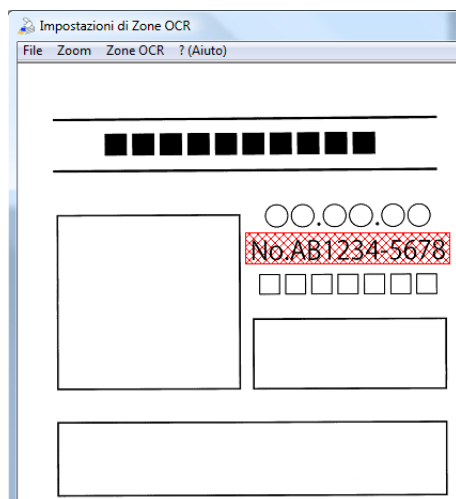 Impostazioni di Zone OCR
File Zoom Zone OCR ? (Aiuto)
No.AB1234-5678